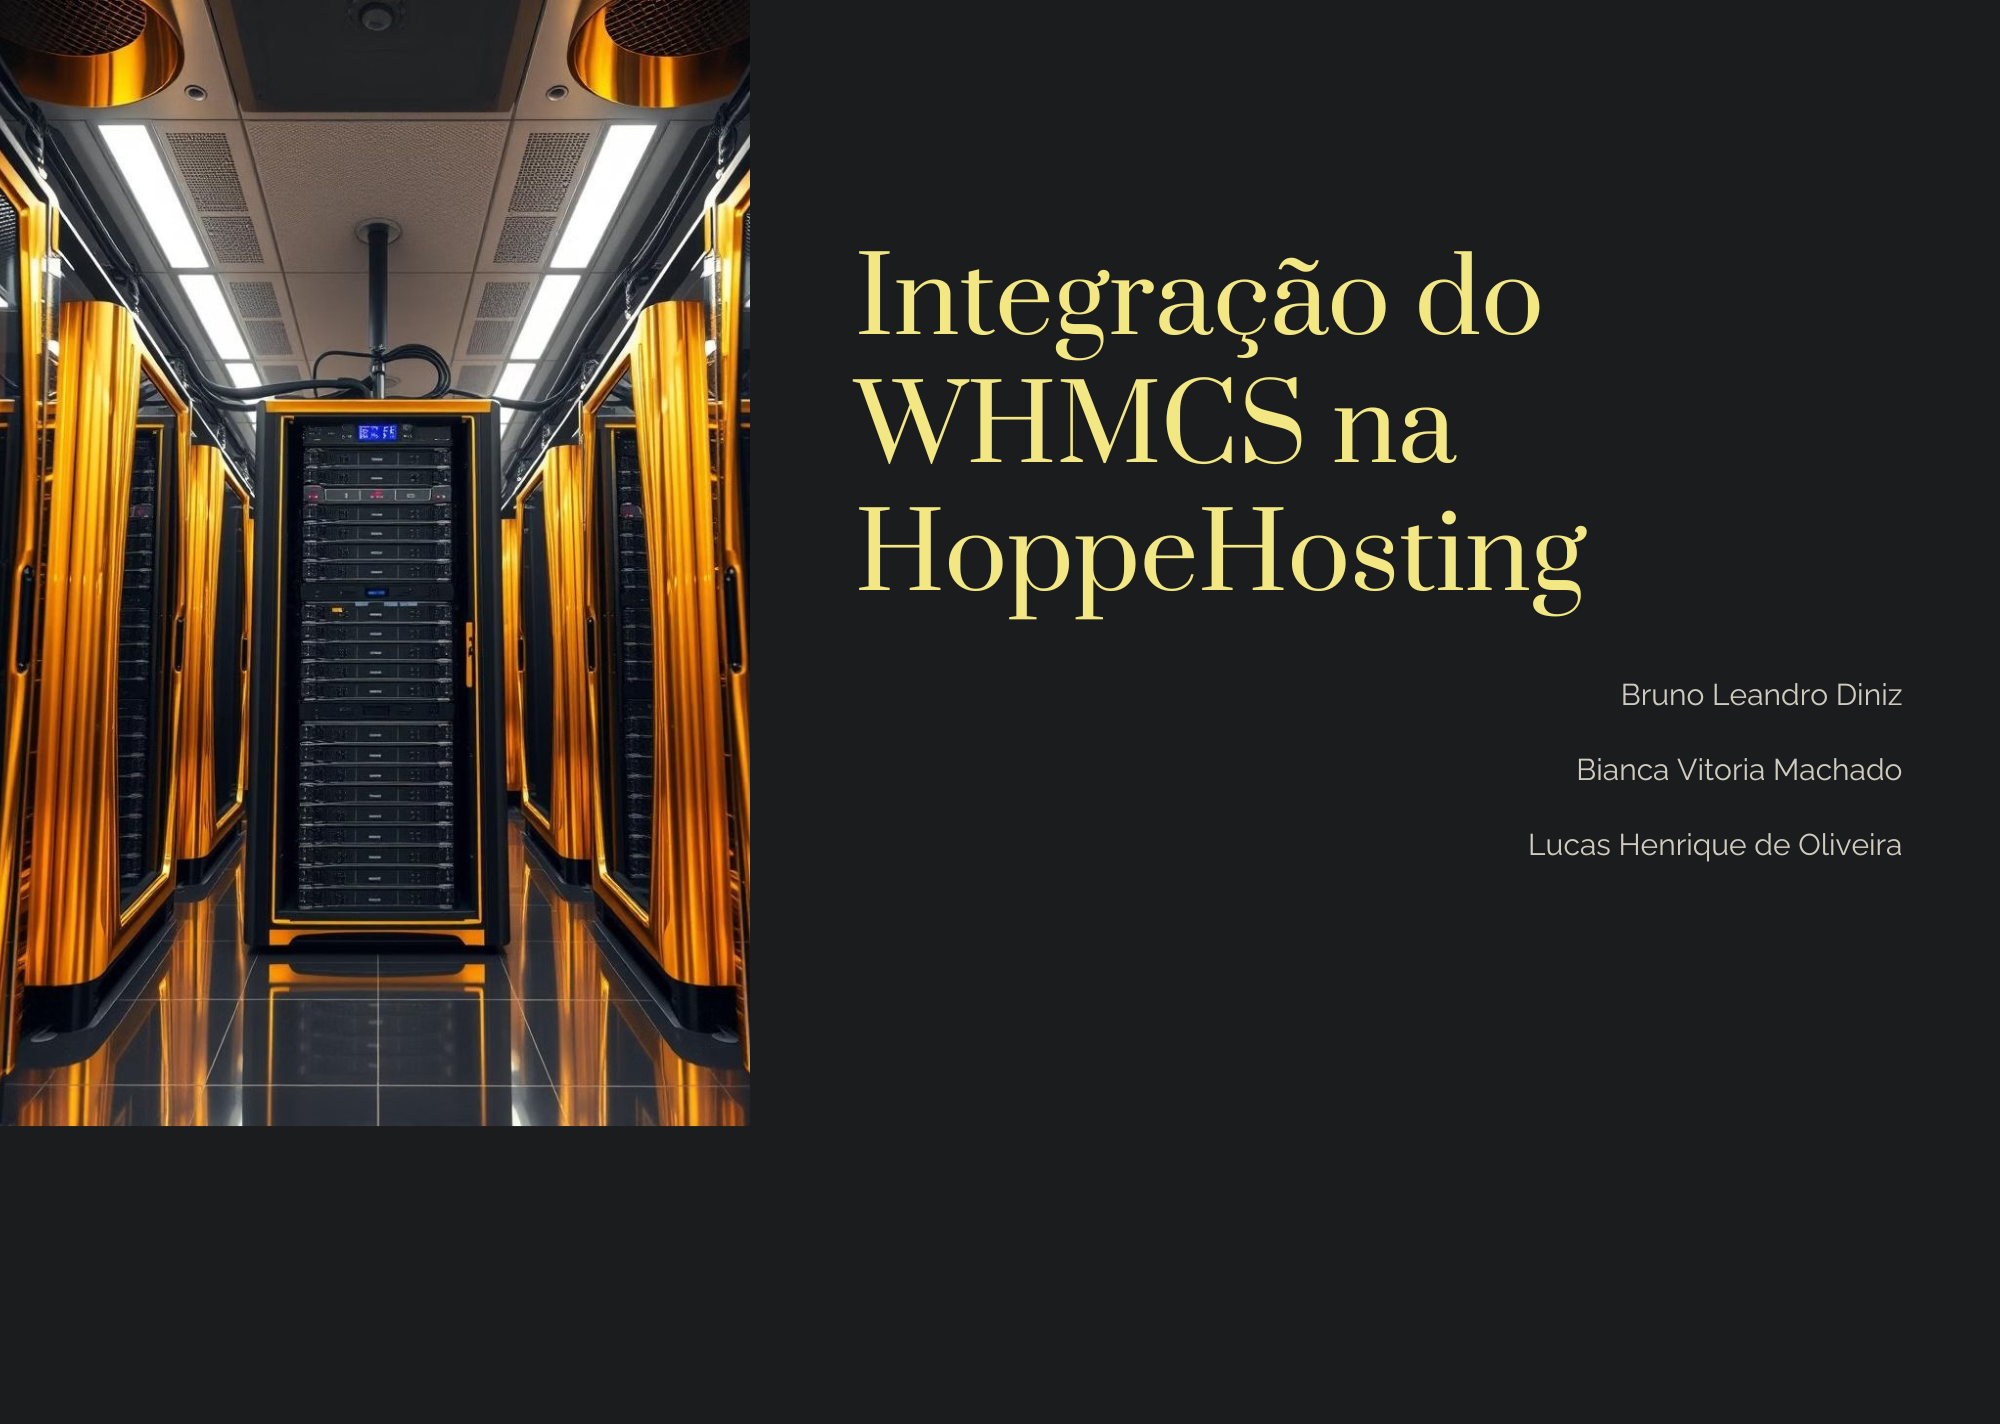 Integração do
WHMCS na
HoppeHosting
Bruno Leandro Diniz
Bianca Vitoria Machado
Lucas Henrique de Oliveira